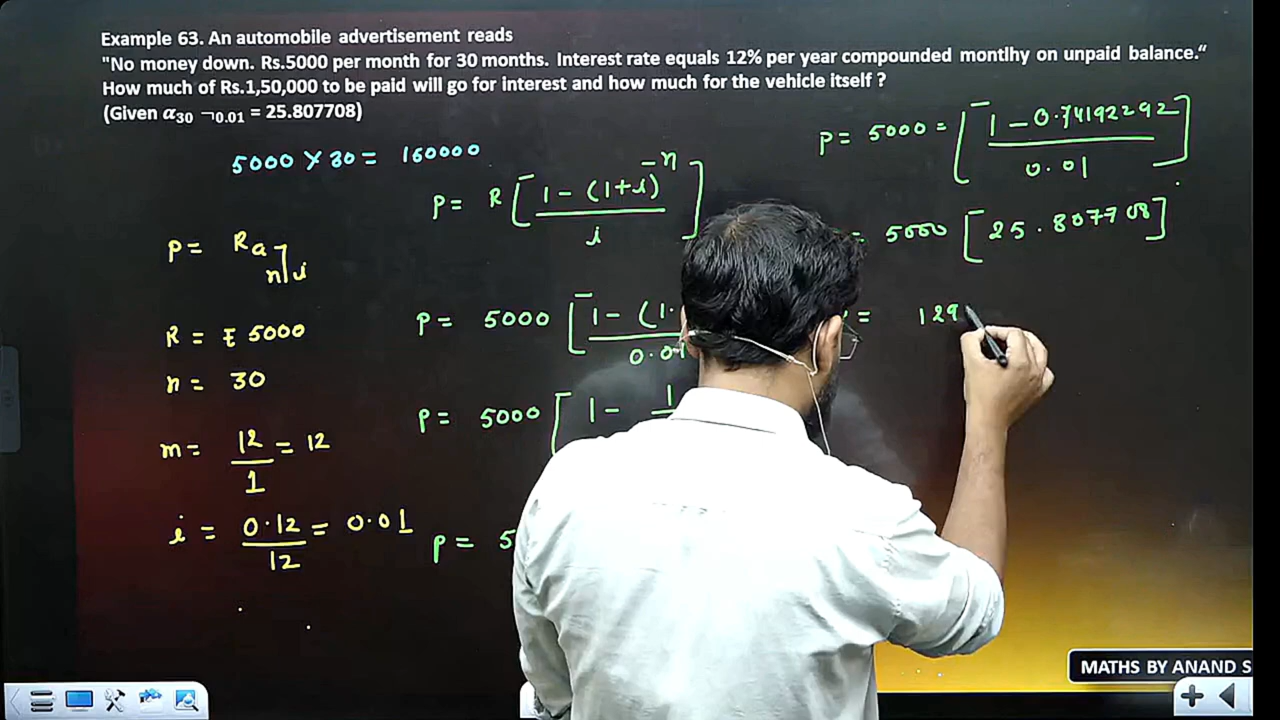 Example 63. An automobile advertisement reads
"No money down. Rs.5000 per month for 30 months. Interest rate equals 12% per year compounded montlhy on unpaid balance.“
How much of Rs.1,50,000 to be paid will go for interest and how much for the vehicle itself ?
(Given α30 ¬0.01 = 25.807708)
5000 × 30 = 160000
P = R [ 1 - (1+i)^-n / i ]
P = R a n i
R = ₹ 5000
n = 30
m = 12/1 = 12
i = 0.12/12 = 0.01
P = 5000 [ 1 - (1. / 0.01
P = 5000 [ 1 - 1
P = 5
P = 5000 = [ 1 - 0.74192292 / 0.01 ]
= 5000 [ 25.807708 ]
= 129
MATHS BY ANAND S